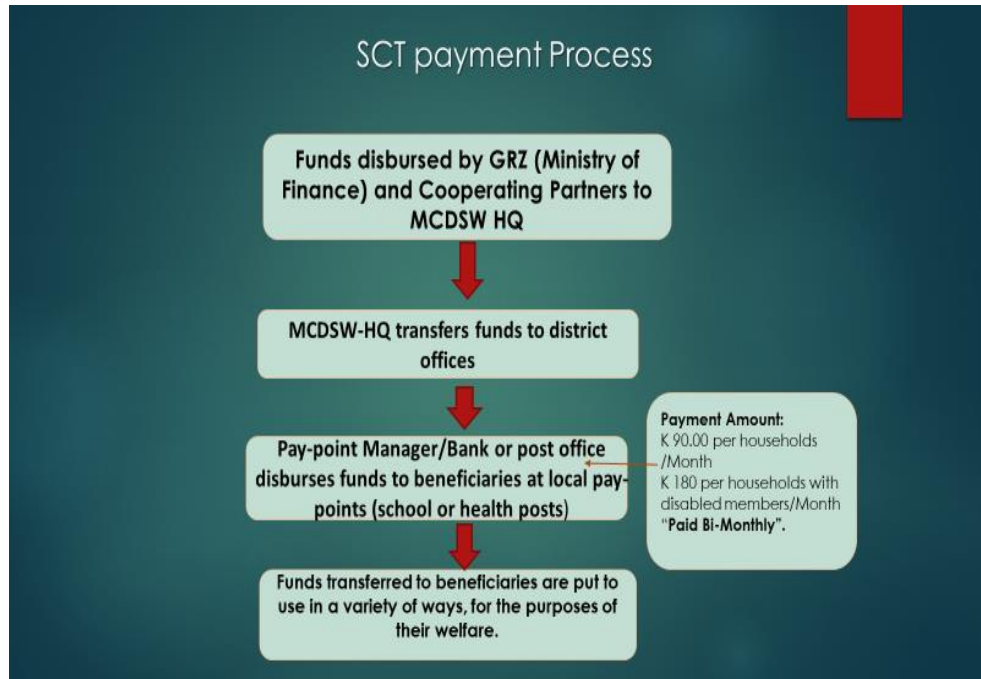 SCT payment Process
Funds disbursed by GRZ (Ministry of
Finance) and Cooperating Partners to
MCDSW HQ
MCDSW-HQ transfers funds to district
offices
Pay-point Manager/Bank or post office
disburses funds to beneficiaries at local pay-
points (school or health posts)
Payment Amount:
K 90.00 per households
/Month
K 180 per households with
disabled members/Month
"Paid Bi-Monthly".
Funds transferred to beneficiaries are put to
use in a variety of ways, for the purposes of
their welfare.